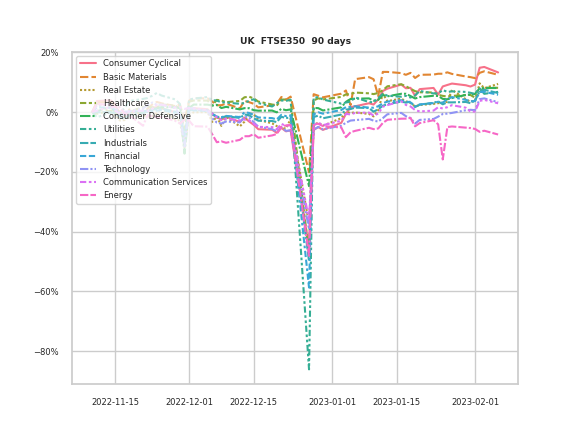 UK FTSE350 90 days
20%
0%
−20%
−40%
−60%
−80%
Consumer Cyclical
Basic Materials
Real Estate
Healthcare
Consumer Defensive
Utilities
Industrials
Financial
Technology
Communication Services
Energy
2022-11-15
2022-12-01
2022-12-15
2023-01-01
2023-01-15
2023-02-01